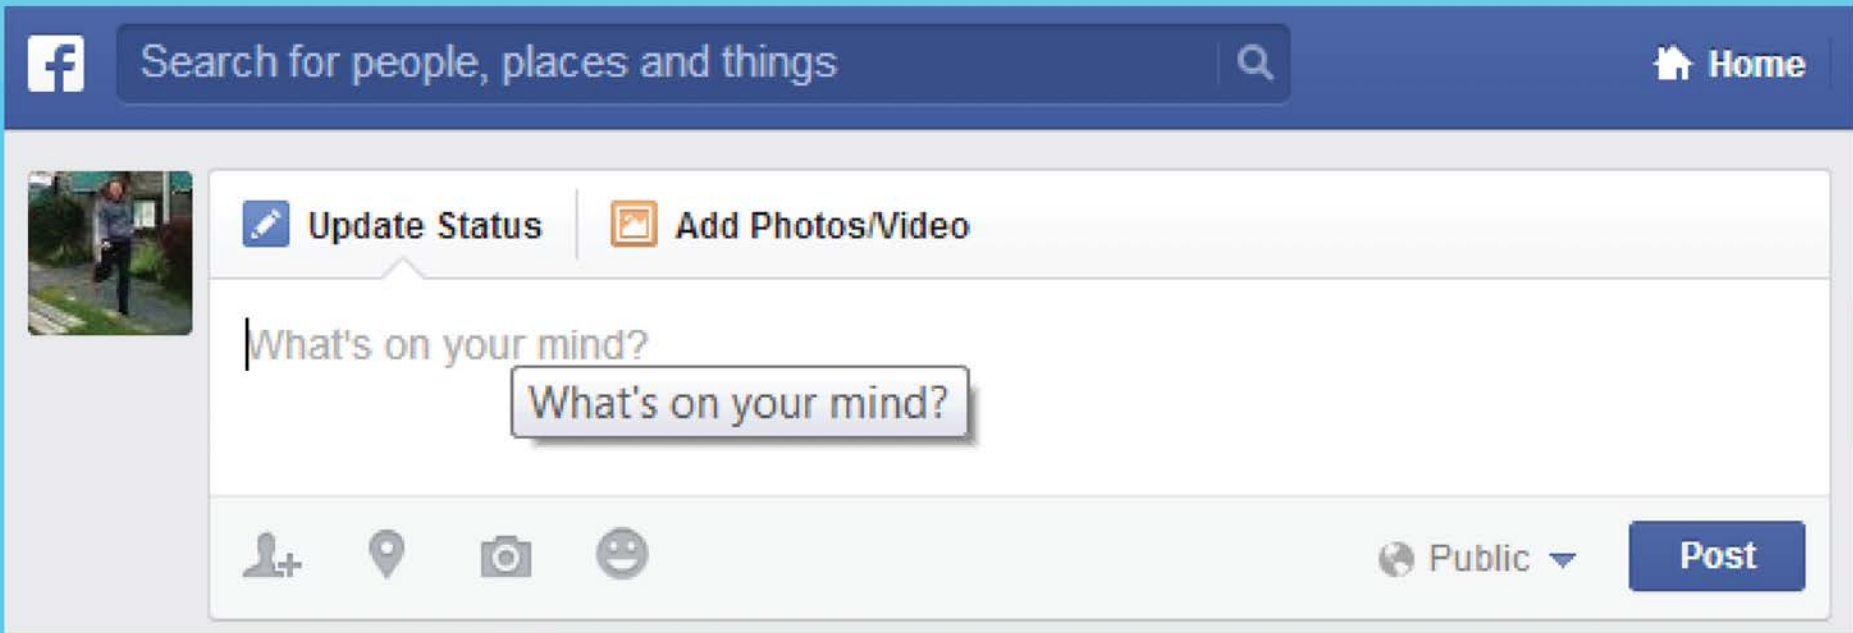 f Search for people, places and things Home
Update Status Add Photos/Video
What's on your mind?
What's on your mind?
Public Post